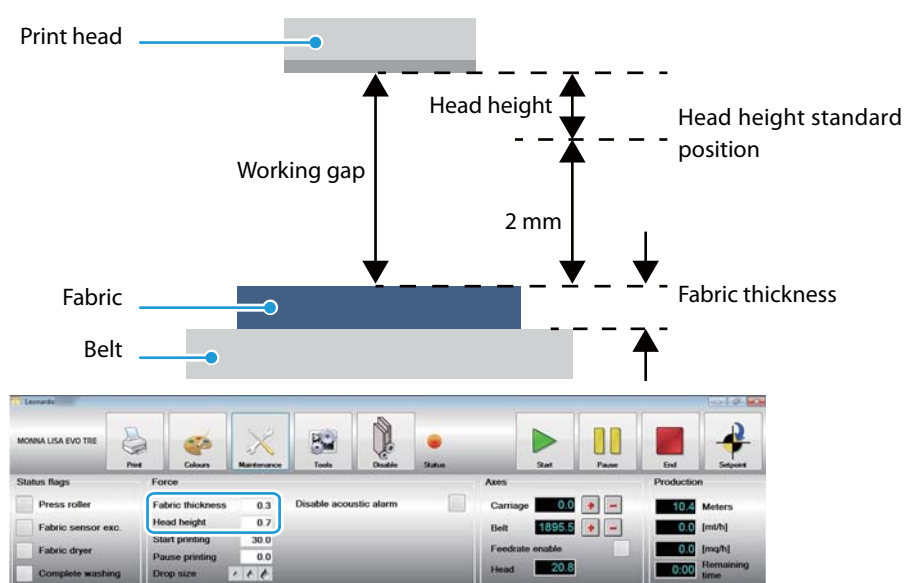 Print head
Head height
Head height standard
position
Working gap
2 mm
Fabric
Fabric thickness
Belt
Leonardo
MONNA LISA EVO TRE
Print
Colours
Maintenance
Tools
Disable
Status
Start
Pause
End
Setpoint
Status flags
Force
Axes
Production
Press roller
Fabric thickness 0.3
Disable acoustic alarm
Carriage 0.0 + -
10.4 Meters
Fabric sensor exc.
Head height 0.7
Belt 1895.5 + -
0.0 [mt/h]
Start printing 30.0
Fabric dryer
Feedrate enable
0.0 [mq/h]
Pause printing 0.0
Complete washing
Drop size
Head 20.8
0:00 Remaining
time